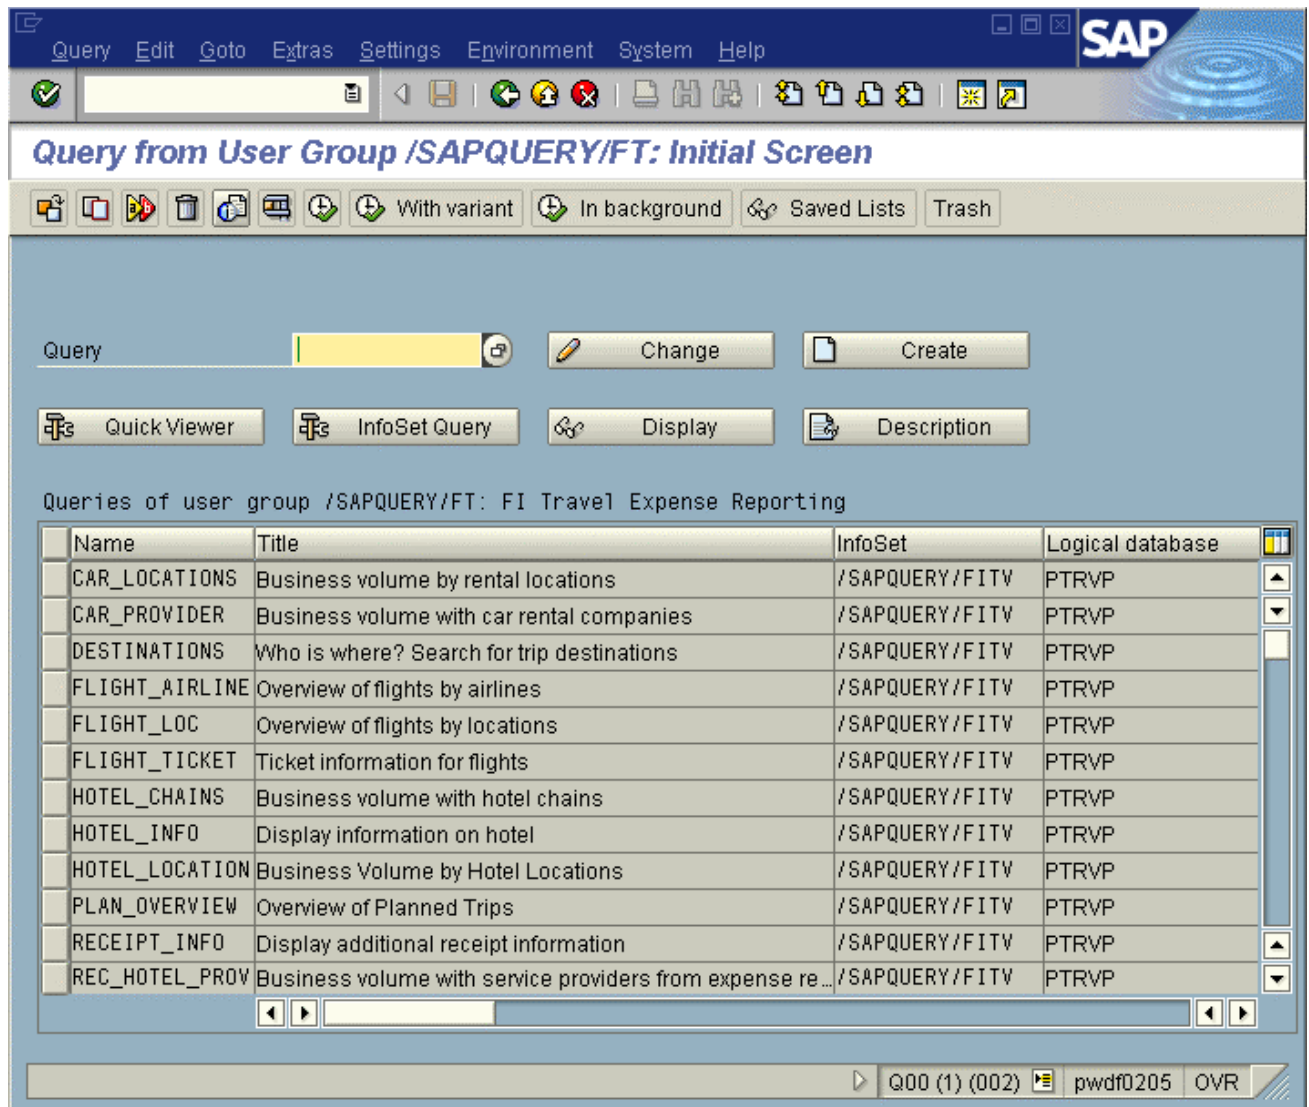 Query Edit Goto Extras Settings Environment System Help
SAP
Query from User Group /SAPQUERY/FT: Initial Screen
With variant In background Saved Lists Trash
Query Change Create
Quick Viewer InfoSet Query Display Description
Queries of user group /SAPQUERY/FT: FI Travel Expense Reporting
Name Title InfoSet Logical database
CAR_LOCATIONS Business volume by rental locations /SAPQUERY/FITV PTRVP
CAR_PROVIDER Business volume with car rental companies /SAPQUERY/FITV PTRVP
DESTINATIONS Who is where? Search for trip destinations /SAPQUERY/FITV PTRVP
FLIGHT_AIRLINE Overview of flights by airlines /SAPQUERY/FITV PTRVP
FLIGHT_LOC Overview of flights by locations /SAPQUERY/FITV PTRVP
FLIGHT_TICKET Ticket information for flights /SAPQUERY/FITV PTRVP
HOTEL_CHAINS Business volume with hotel chains /SAPQUERY/FITV PTRVP
HOTEL_INFO Display information on hotel /SAPQUERY/FITV PTRVP
HOTEL_LOCATION Business Volume by Hotel Locations /SAPQUERY/FITV PTRVP
PLAN_OVERVIEW Overview of Planned Trips /SAPQUERY/FITV PTRVP
RECEIPT_INFO Display additional receipt information /SAPQUERY/FITV PTRVP
REC_HOTEL_PROV Business volume with service providers from expense re... /SAPQUERY/FITV PTRVP
Q00 (1) (002) pwdf0205 OVR